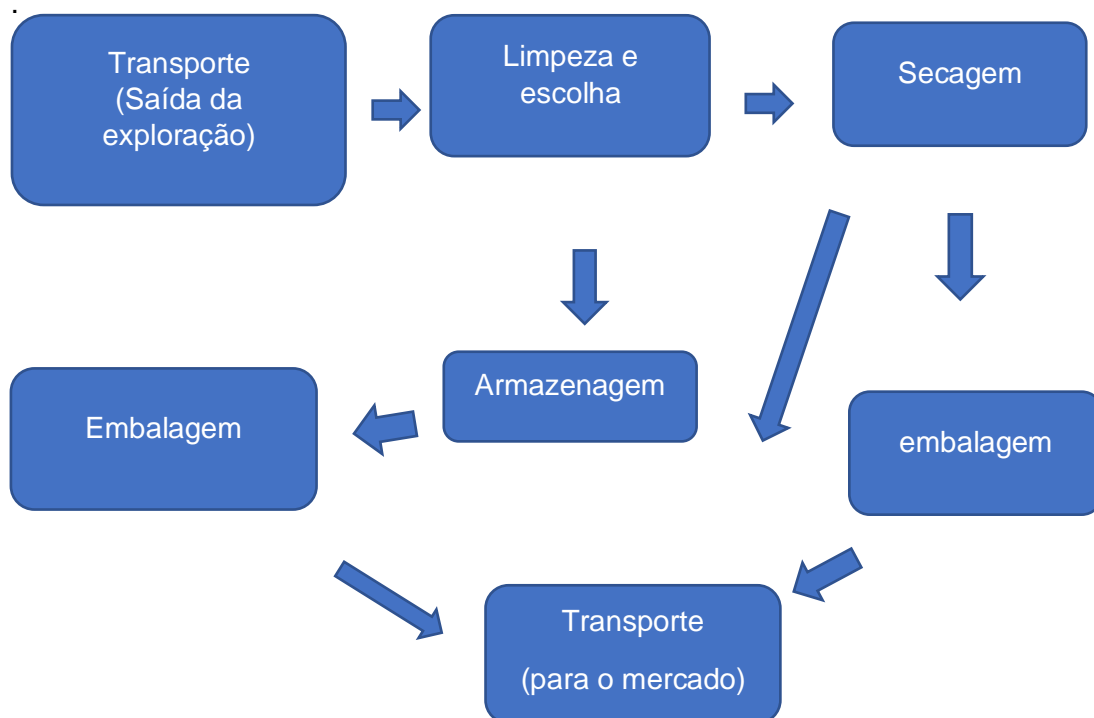 .
Transporte
(Saída da
exploração)
Limpeza e
escolha
Secagem
Armazenagem
Embalagem
embalagem
Transporte
(para o mercado)